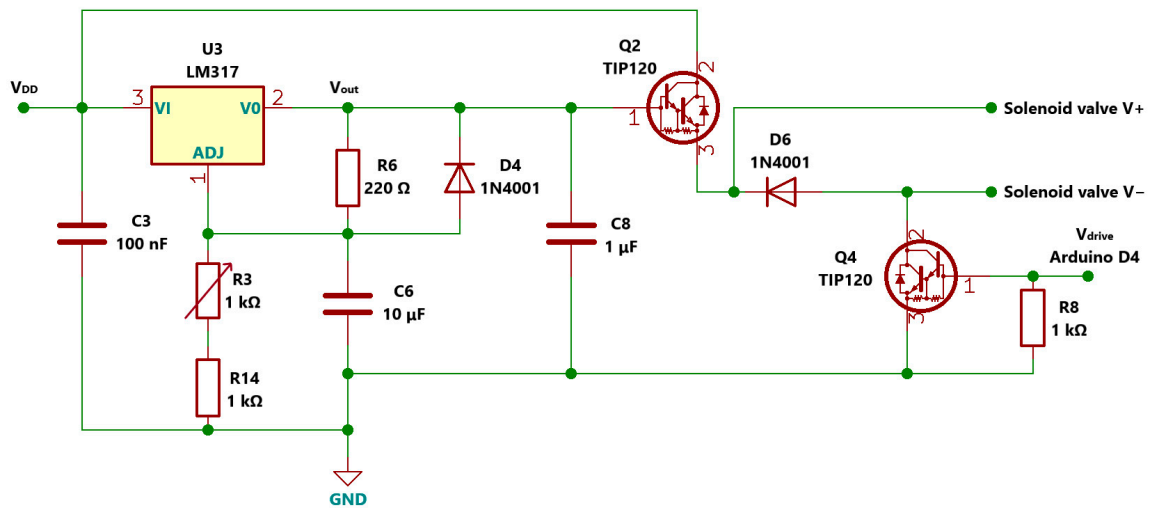 U3
LM317
VDD
3
VI
V0
2
ADJ
1
Vout
Q2
TIP120
2
1
3
Solenoid valve V+
D6
1N4001
Solenoid valve V−
R6
220 Ω
D4
1N4001
C3
100 nF
C8
1 µF
R3
1 kΩ
C6
10 µF
R14
1 kΩ
Q4
TIP120
2
1
3
Vdrive
Arduino D4
R8
1 kΩ
GND